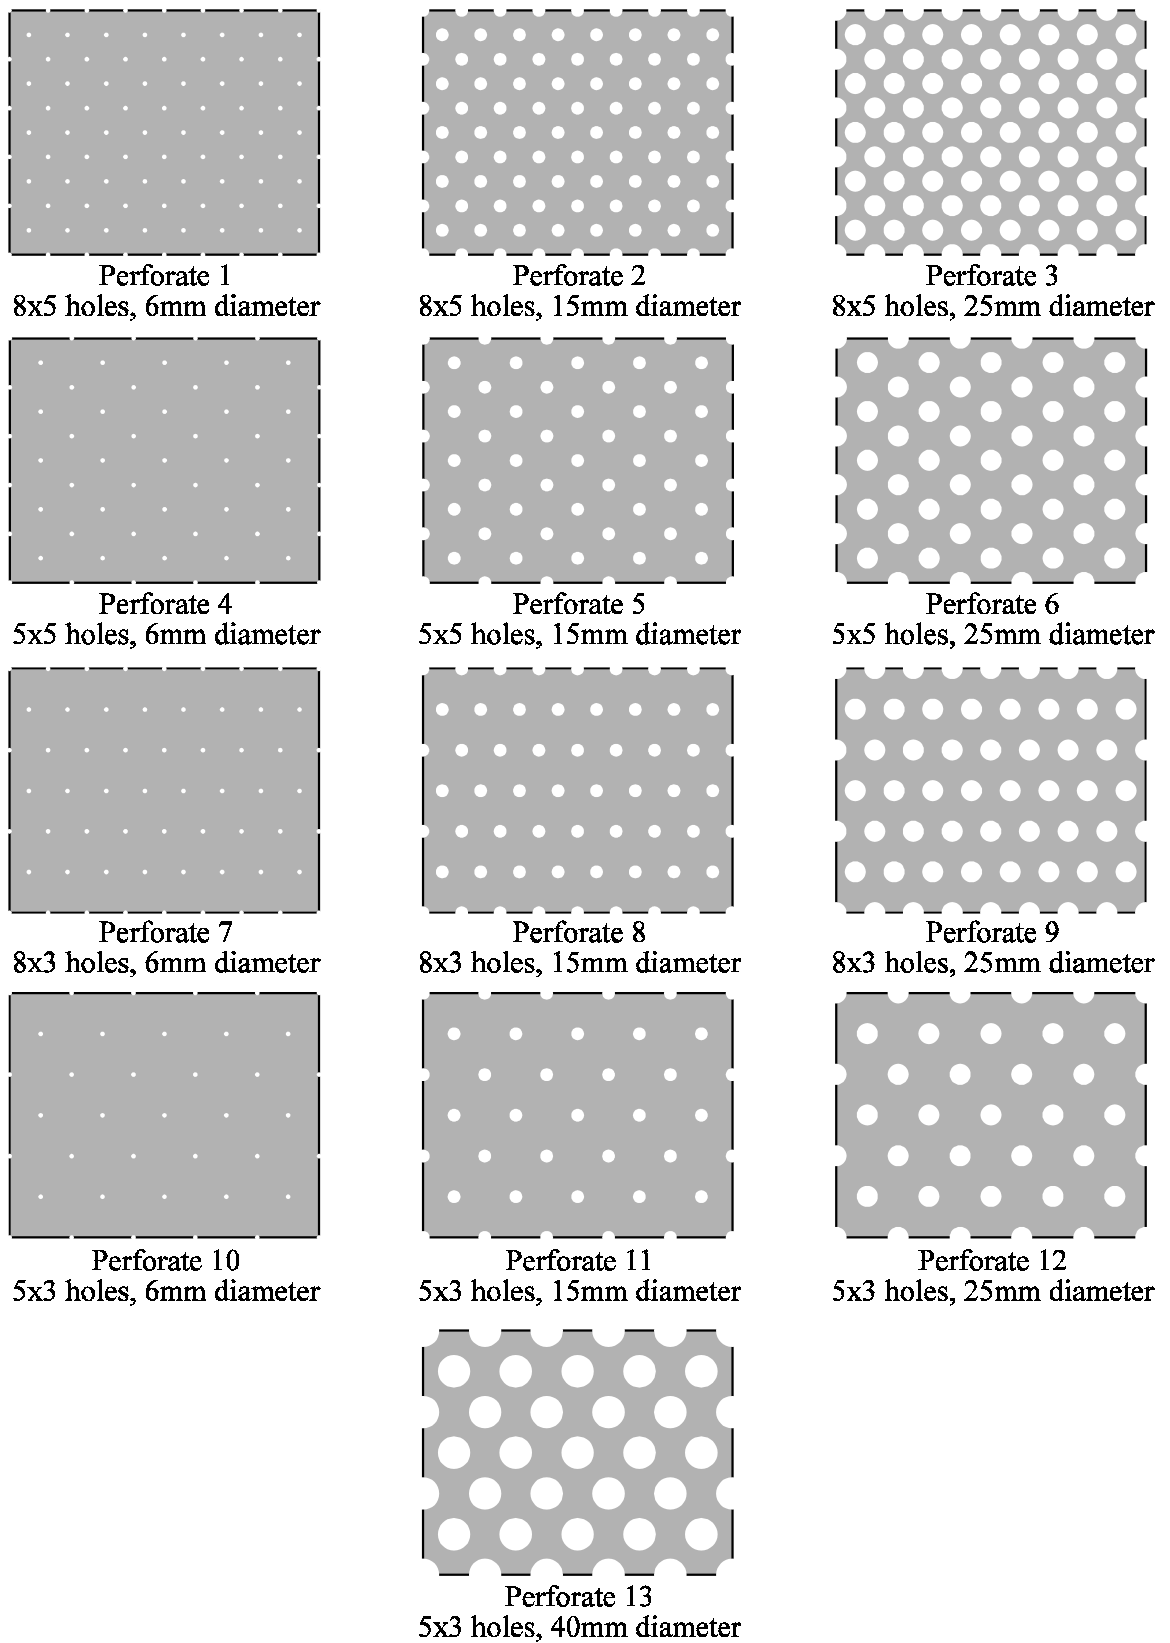 Perforate 1
8x5 holes, 6mm diameter
Perforate 2
8x5 holes, 15mm diameter
Perforate 3
8x5 holes, 25mm diameter
Perforate 4
5x5 holes, 6mm diameter
Perforate 5
5x5 holes, 15mm diameter
Perforate 6
5x5 holes, 25mm diameter
Perforate 7
8x3 holes, 6mm diameter
Perforate 8
8x3 holes, 15mm diameter
Perforate 9
8x3 holes, 25mm diameter
Perforate 10
5x3 holes, 6mm diameter
Perforate 11
5x3 holes, 15mm diameter
Perforate 12
5x3 holes, 25mm diameter
Perforate 13
5x3 holes, 40mm diameter